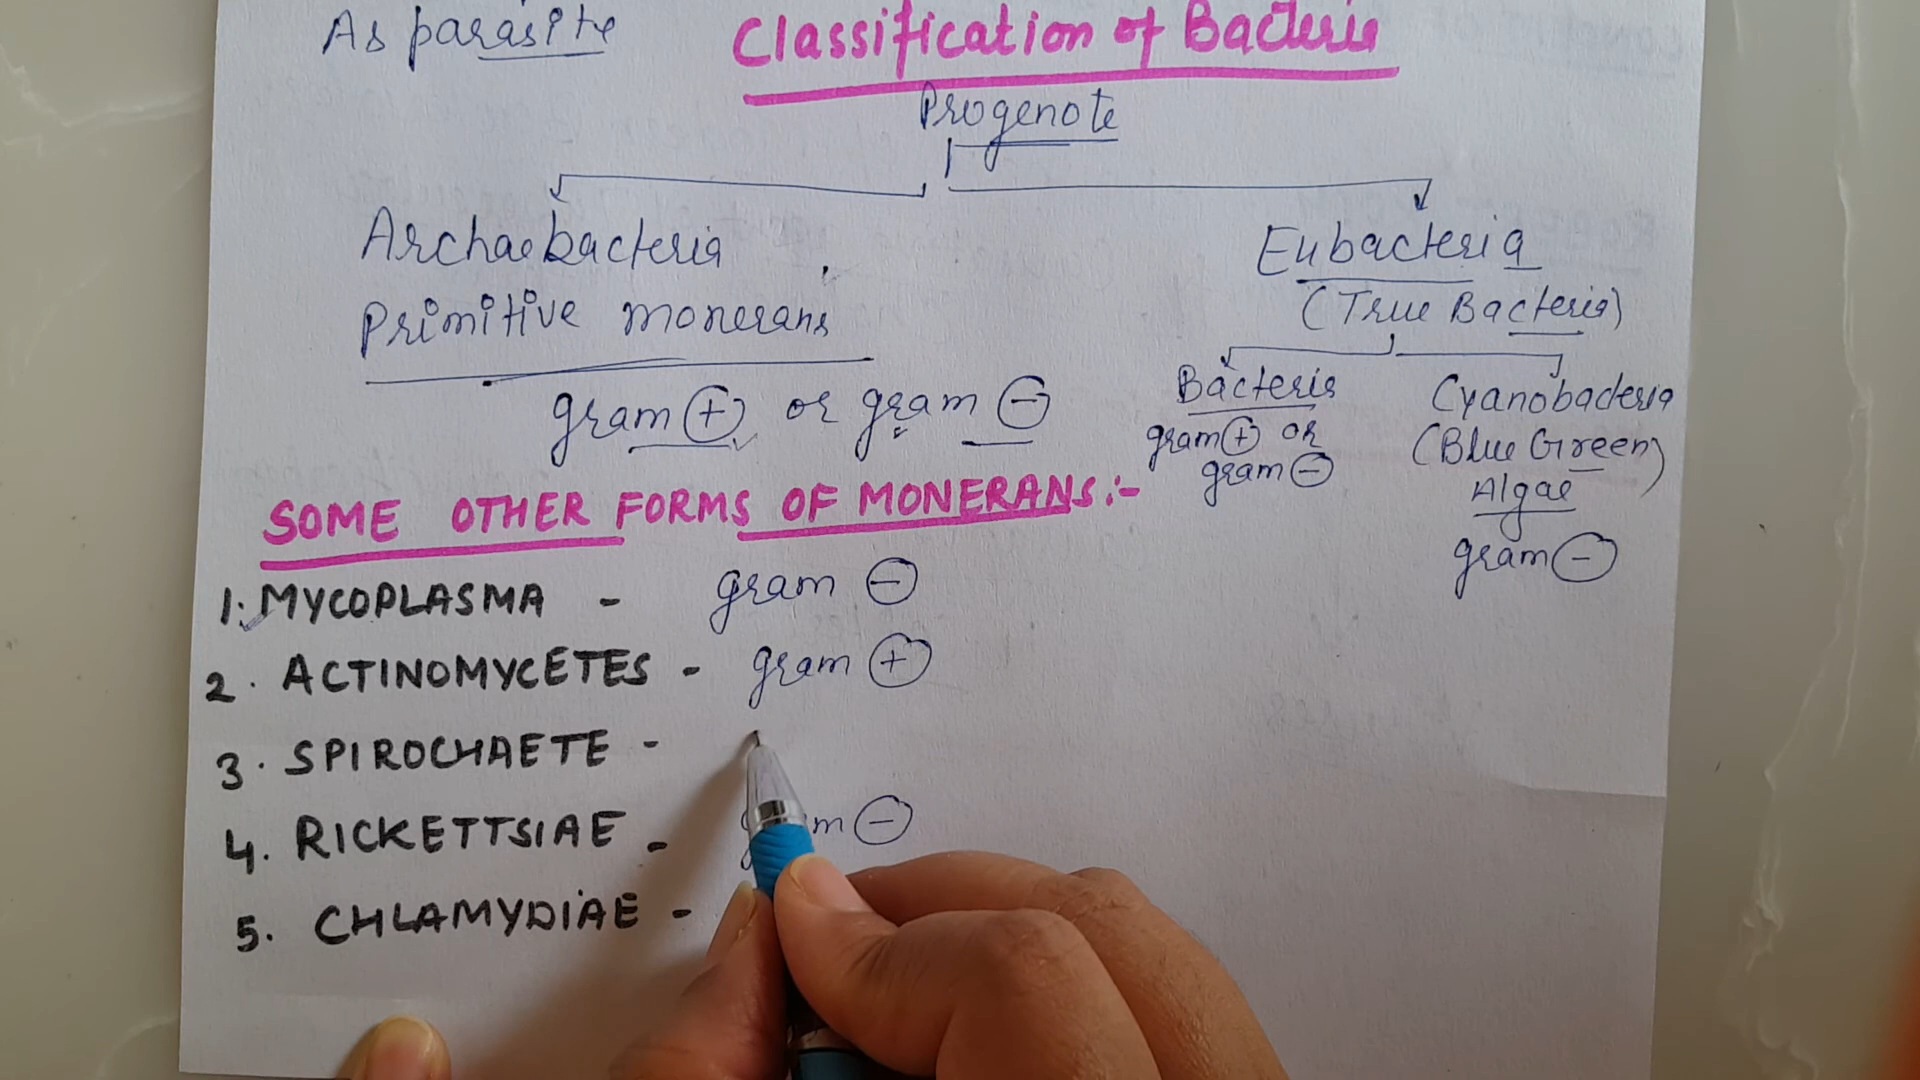 As parasite
Classification of Bacteria
Progenote
Archaebacteria
Primitive monerans
gram + or gram -
Eubacteria
(True Bacteria)
Bacteria
gram + or
gram -
Cyanobacteria
(Blue Green)
Algae
gram -
SOME OTHER FORMS OF MONERANS:-
1. MYCOPLASMA - gram -
2. ACTINOMYCETES - gram +
3. SPIROCHAETE -
4. RICKETTSIAE - -
5. CHLAMYDIAE -